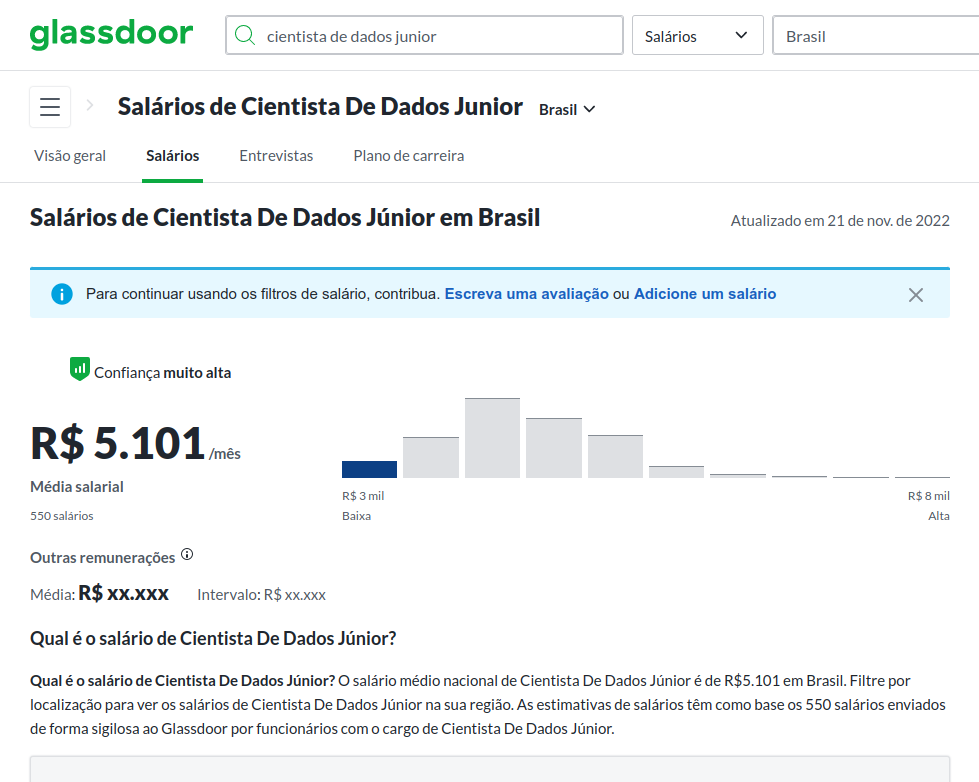 glassdoor
cientista de dados junior
Salários
Brasil
Salários de Cientista De Dados Junior
Brasil
Visão geral
Salários
Entrevistas
Plano de carreira
Salários de Cientista De Dados Júnior em Brasil
Atualizado em 21 de nov. de 2022
Para continuar usando os filtros de salário, contribua. Escreva uma avaliação ou Adicione um salário
Confiança muito alta
R$ 5.101 /mês
Média salarial
550 salários
R$ 3 mil
Baixa
R$ 8 mil
Alta
Outras remunerações
Média: R$ xx.xxx
Intervalo: R$ xx.xxx
Qual é o salário de Cientista De Dados Júnior?
Qual é o salário de Cientista De Dados Júnior? O salário médio nacional de Cientista De Dados Júnior é de R$5.101 em Brasil. Filtre por
localização para ver os salários de Cientista De Dados Júnior na sua região. As estimativas de salários têm como base os 550 salários enviados
de forma sigilosa ao Glassdoor por funcionários com o cargo de Cientista De Dados Júnior.